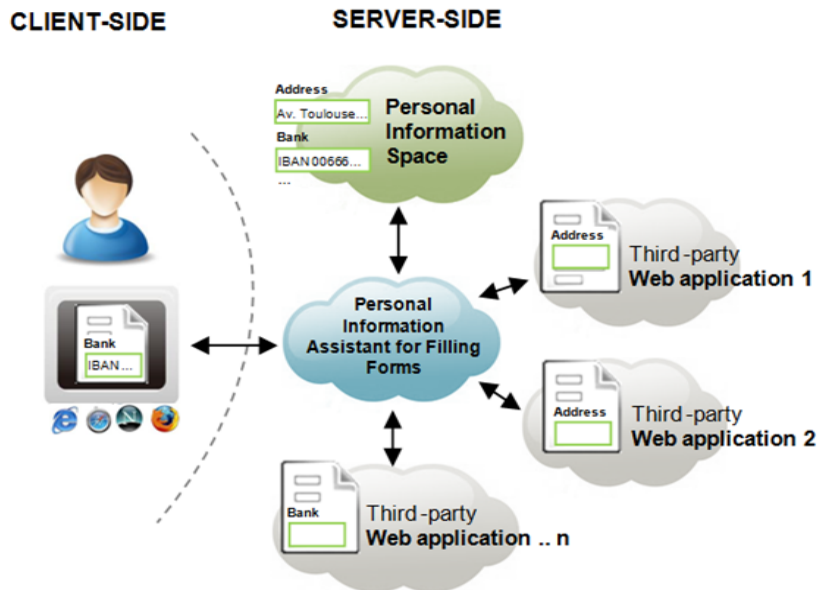 CLIENT-SIDE
SERVER-SIDE
Address
Av. Toulouse...
Bank
IBAN 00666...
...
Personal
Information
Space
Bank
IBAN ...
Personal
Information
Assistant for Filling
Forms
Address
Third-party
Web application 1
Address
Third-party
Web application 2
Bank
Third-party
Web application .. n